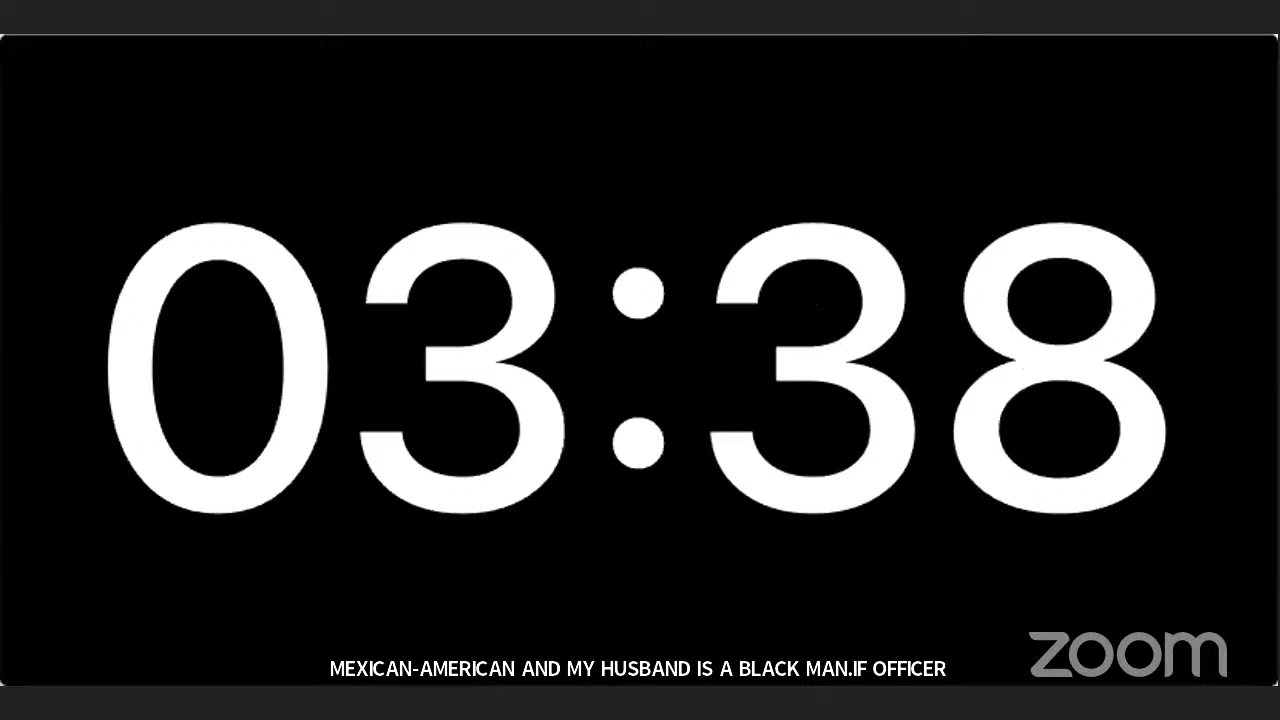 03:38
zoom
MEXICAN-AMERICAN AND MY HUSBAND IS A BLACK MAN.IF OFFICER